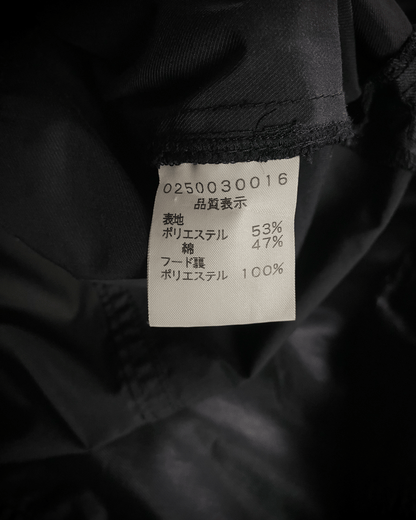 0250030016
品質表示
表地
ポリエステル 53%
綿 47%
フード裏
ポリエステル 100%